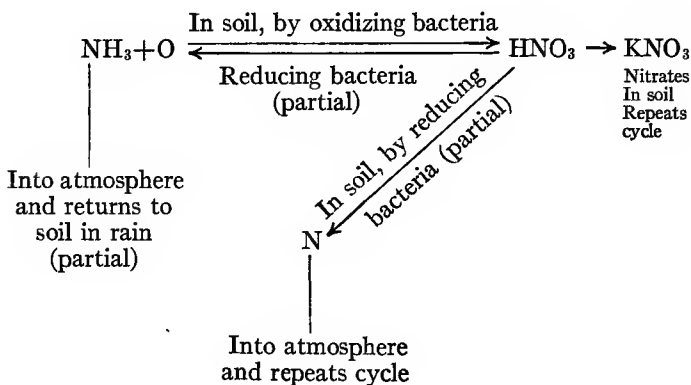 In soil, by oxidizing bacteria
NH₃+O
HNO₃
KNO₃
Reducing bacteria
(partial)
Nitrates
In soil
Repeats
cycle
In soil, by reducing
bacteria (partial)
Into atmosphere
and returns to
soil in rain
(partial)
N
Into atmosphere
and repeats cycle